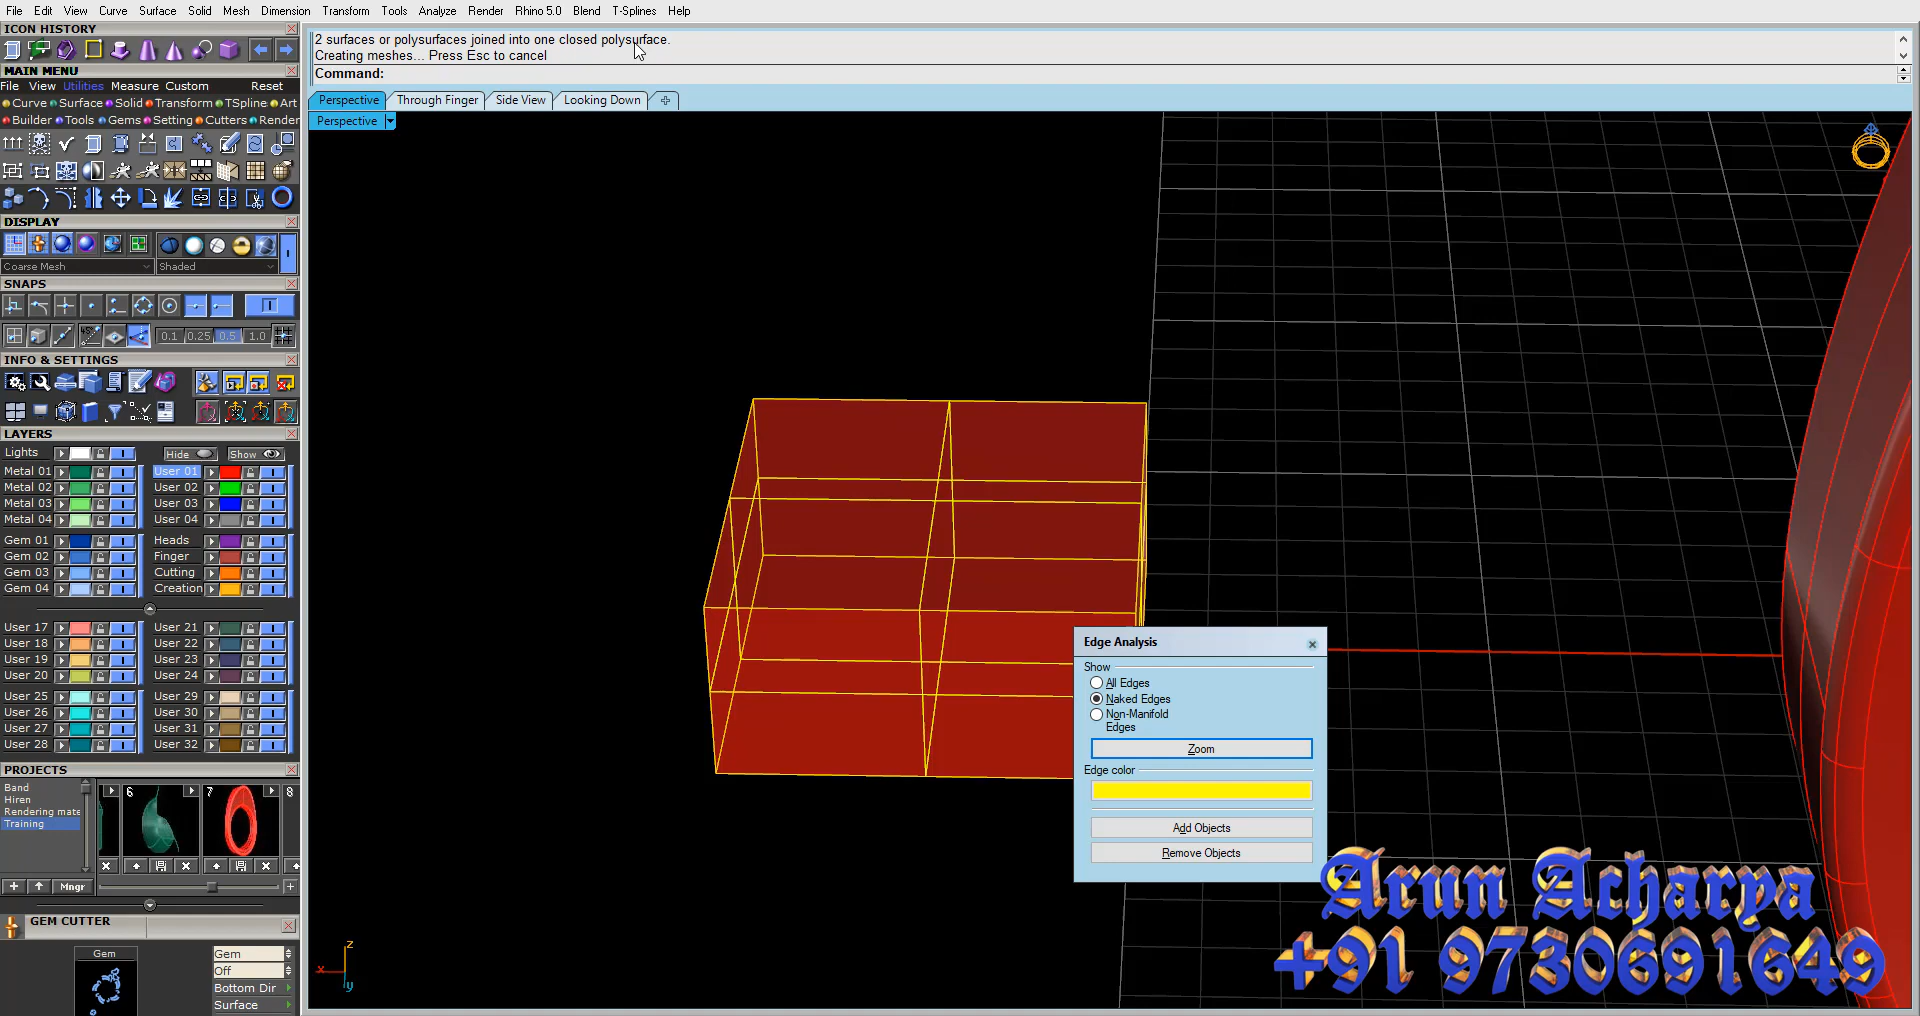 File Edit View Curve Surface Solid Mesh Dimension Transform Tools Analyze Render Rhino 5.0 Blend T-Splines Help
ICON HISTORY
MAIN MENU
File View Utilities Measure Custom Reset
Curve Surface Solid Transform TSpline Art
Builder Tools Gems Setting Cutters Render
DISPLAY
Coarse Mesh Shaded
SNAPS
0.1 0.25 0.5 1.0
INFO & SETTINGS
LAYERS
Lights Hide Show
Metal 01 User 01
Metal 02 User 02
Metal 03 User 03
Metal 04 User 04
Gem 01 Heads
Gem 02 Finger
Gem 03 Cutting
Gem 04 Creation
User 17 User 21
User 18 User 22
User 19 User 23
User 20 User 24
User 25 User 29
User 26 User 30
User 27 User 31
User 28 User 32
PROJECTS
Band
Hiren
Rendering mate
Training
6 7 8
Mngr
GEM CUTTER
Gem Gem
Off
Bottom Dir
Surface
2 surfaces or polysurfaces joined into one closed polysurface.
Creating meshes... Press Esc to cancel
Command:
Perspective Through Finger Side View Looking Down
Perspective
z
x
y
Edge Analysis
Show
All Edges
Naked Edges
Non-Manifold
Edges
Zoom
Edge color
Add Objects
Remove Objects
Arun Acharya
+91 9730691649